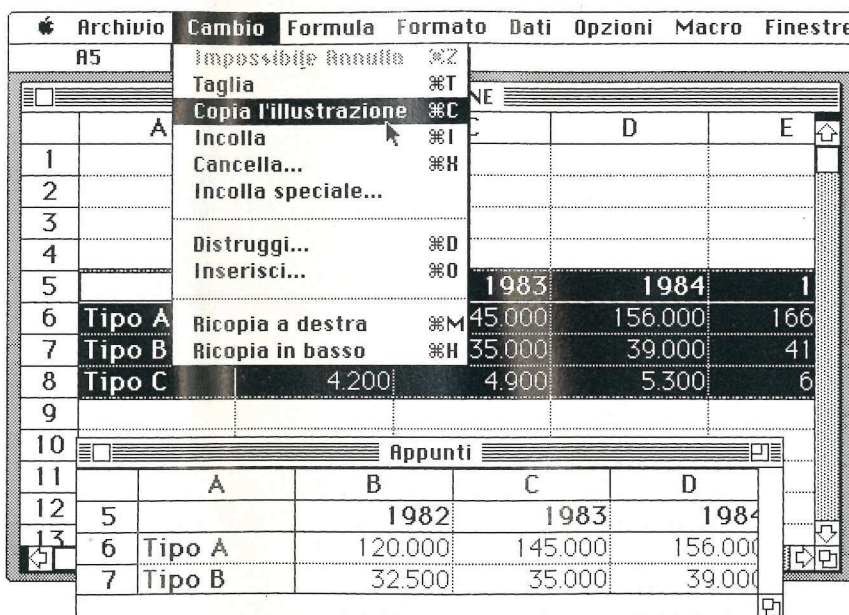 Archivio Cambio Formula Formato Dati Opzioni Macro Finestre
A5
Impossibile Annulla ⌘Z
Taglia ⌘T
Copia l'illustrazione ⌘C
Incolla ⌘I
Cancella... ⌘X
Incolla speciale...
Distruggi... ⌘D
Inserisci... ⌘O
Ricopia a destra ⌘M
Ricopia in basso ⌘H
NE
A D E
1
2
3
4
5 1983 1984 1
6 Tipo A 45.000 156.000 166
7 Tipo B 35.000 39.000 41
8 Tipo C 4.200 4.900 5.300 6
9
10
11
12
13
Appunti
A B C D
5 1982 1983 1984
6 Tipo A 120.000 145.000 156.000
7 Tipo B 32.500 35.000 39.000